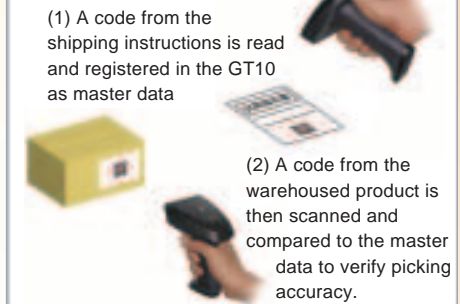 (1) A code from the
shipping instructions is read
and registered in the GT10
as master data
(2) A code from the
warehoused product is
then scanned and
compared to the master
data to verify picking
accuracy.